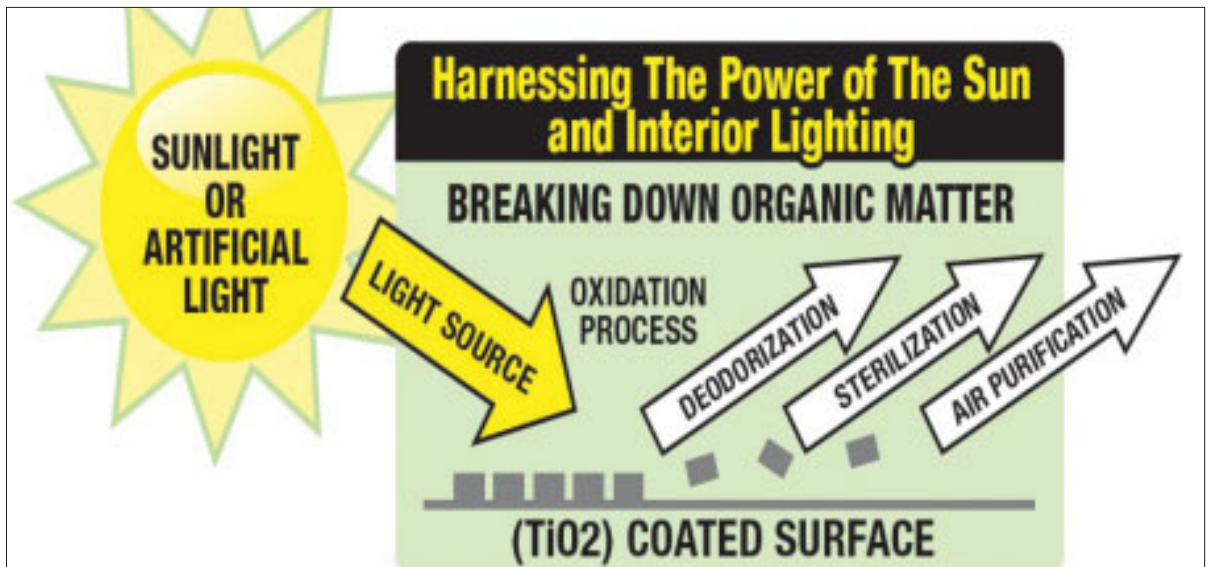 Harnessing The Power of The Sun
and Interior Lighting
SUNLIGHT
OR
ARTIFICIAL
LIGHT
BREAKING DOWN ORGANIC MATTER
LIGHT SOURCE
OXIDATION
PROCESS
DEODORIZATION
STERILIZATION
AIR PURIFICATION
(TiO2) COATED SURFACE